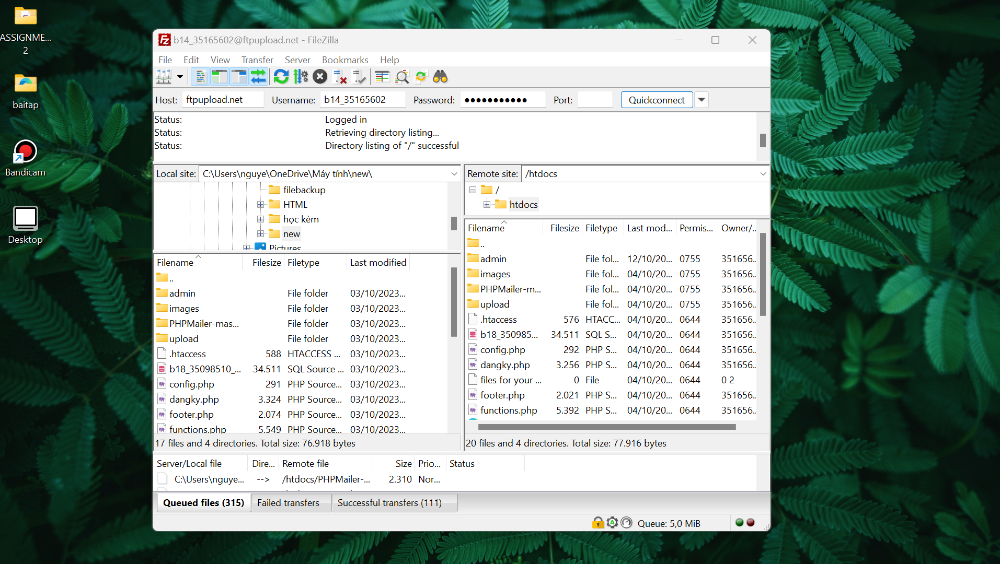 ASSIGNME...
2
baitap
Bandicam
Desktop
b14_35165602@ftpupload.net - FileZilla
File Edit View Transfer Server Bookmarks Help
Host: ftpupload.net Username: b14_35165602 Password: ●●●●●●●●●●● Port: Quickconnect
Status: Logged in
Status: Retrieving directory listing...
Status: Directory listing of "/" successful
Local site: C:\Users\nguye\OneDrive\Máy tính\new\
filebackup
HTML
học kèm
new
Pictures
Filename Filesize Filetype Last modified
..
admin File folder 03/10/2023...
images File folder 03/10/2023...
PHPMailer-mas... File folder 03/10/2023...
upload File folder 03/10/2023...
.htaccess 588 HTACCESS ... 03/10/2023...
b18_35098510_... 34.511 SQL Source ... 03/10/2023...
config.php 291 PHP Source... 03/10/2023...
dangky.php 3.324 PHP Source... 03/10/2023...
footer.php 2.074 PHP Source... 03/10/2023...
functions.php 5.549 PHP Source... 03/10/2023...
17 files and 4 directories. Total size: 76.918 bytes
Remote site: /htdocs
/
htdocs
Filename Filesize Filetype Last mod... Permis... Owner/..
..
admin File fol... 12/10/20... 0755 351656..
images File fol... 04/10/20... 0755 351656..
PHPMailer-m... File fol... 04/10/20... 0755 351656..
upload File fol... 04/10/20... 0755 351656..
.htaccess 576 HTACC... 04/10/20... 0644 351656..
b18_350985... 34.511 SQL S... 04/10/20... 0644 351656..
config.php 292 PHP S... 04/10/20... 0644 351656..
dangky.php 3.256 PHP S... 04/10/20... 0644 351656..
files for your ... 0 File 04/10/20... 0644 0 2
footer.php 2.021 PHP S... 04/10/20... 0644 351656..
functions.php 5.392 PHP S... 04/10/20... 0644 351656..
20 files and 4 directories. Total size: 77.916 bytes
Server/Local file Dire... Remote file Size Prio... Status
C:\Users\nguye... --> /htdocs/PHPMailer-... 2.310 Nor...
Queued files (315) Failed transfers Successful transfers (111)
Queue: 5,0 MiB